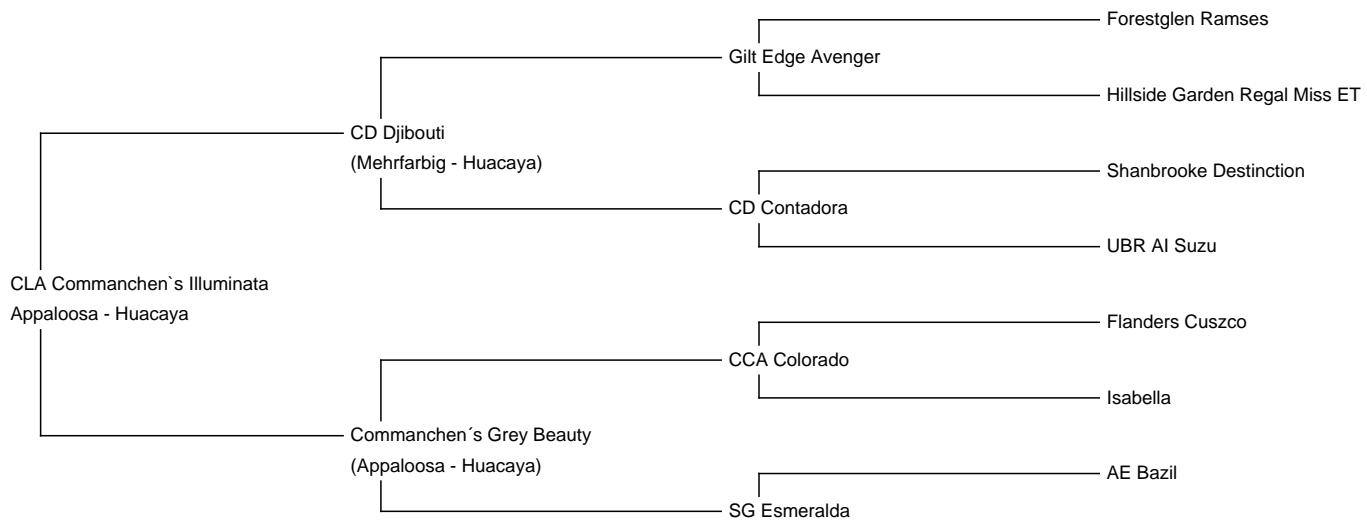 Forestglen Ramses
Gilt Edge Avenger
Hillside Garden Regal Miss ET
CD Djibouti
(Mehrfarbig - Huacaya)
Shanbrooke Destinction
CD Contadora
UBR AI Suzu
CLA Commanchen`s Illuminata
Appaloosa - Huacaya
Flanders Cuszco
CCA Colorado
Isabella
Commanchen´s Grey Beauty
(Appaloosa - Huacaya)
AE Bazil
SG Esmeralda